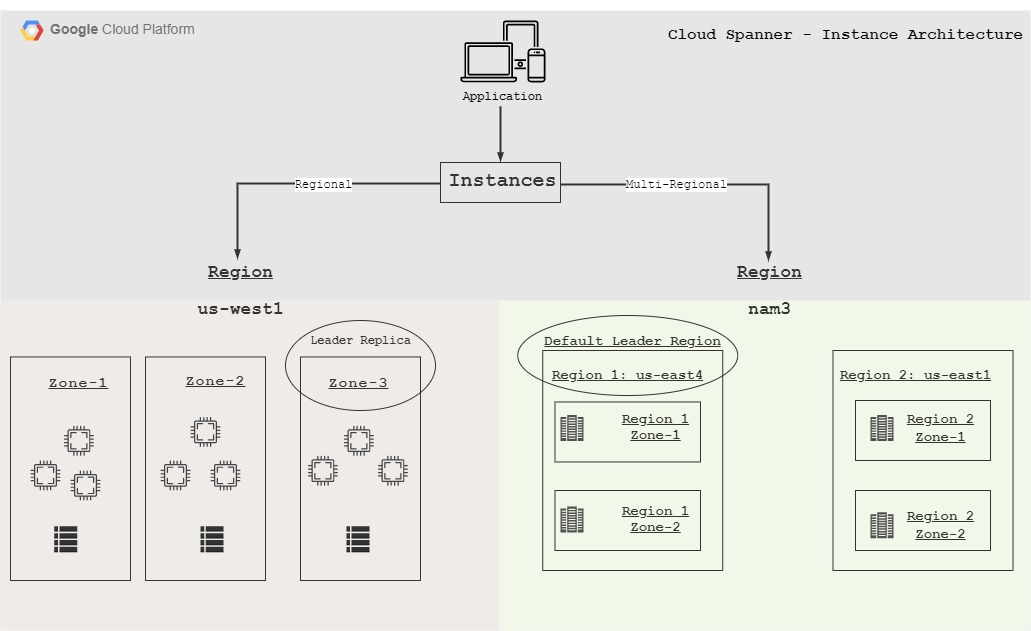 Google Cloud Platform
Cloud Spanner - Instance Architecture
Application
Instances
Regional
Multi-Regional
Region
Region
us-west1
nam3
Leader Replica
Zone-1
Zone-2
Zone-3
Default Leader Region
Region 1: us-east4
Region 1
Zone-1
Region 1
Zone-2
Region 2: us-east1
Region 2
Zone-1
Region 2
Zone-2